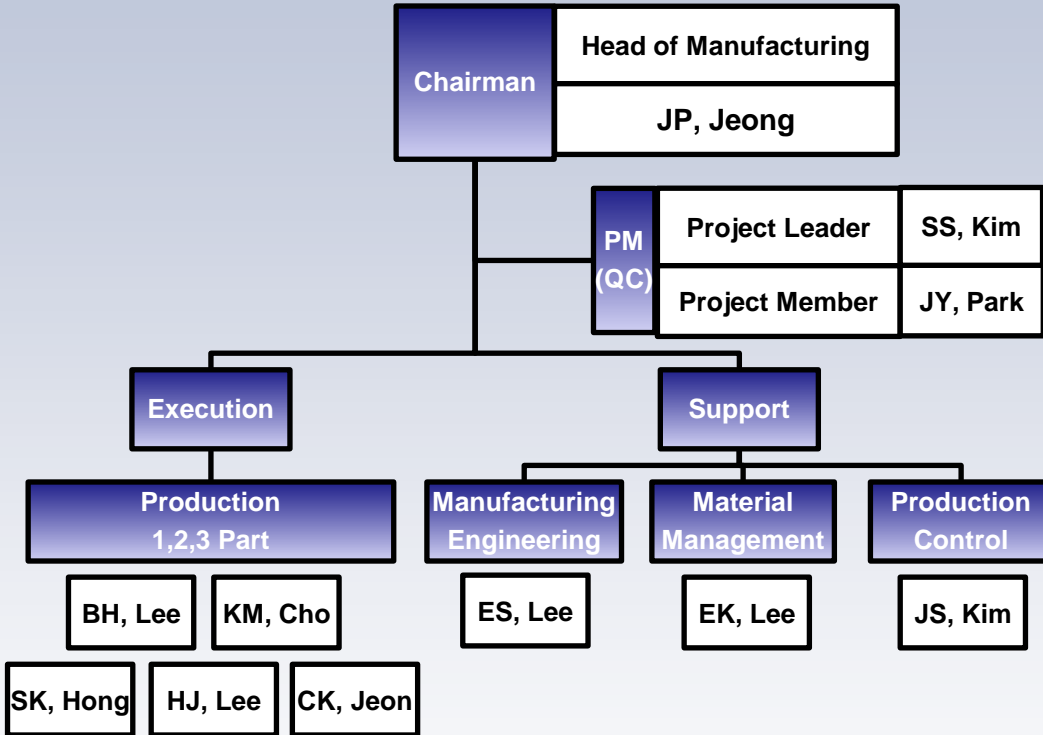 Chairman
Head of Manufacturing
JP, Jeong
PM
(QC)
Project Leader
SS, Kim
Project Member
JY, Park
Execution
Support
Production
1,2,3 Part
Manufacturing
Engineering
Material
Management
Production
Control
BH, Lee
KM, Cho
ES, Lee
EK, Lee
JS, Kim
SK, Hong
HJ, Lee
CK, Jeon